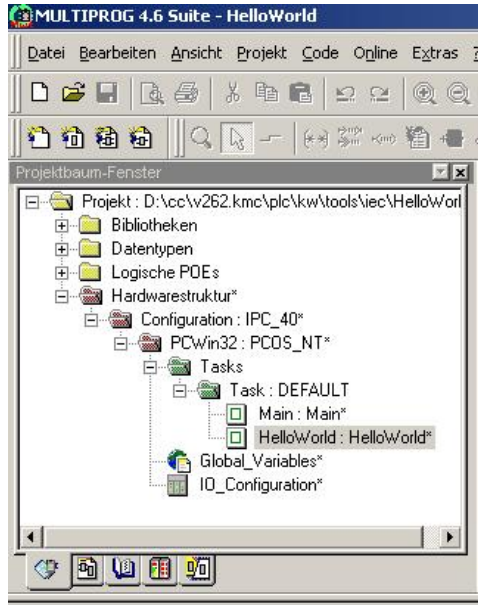 MULTIPROG 4.6 Suite - HelloWorld
Datei Bearbeiten Ansicht Projekt Code Online Extras ?
Projektbaum-Fenster
Projekt : D:\cc\v262.kmc\plc\kw\tools\iec\HelloWorl
Bibliotheken
Datentypen
Logische POEs
Hardwarestruktur*
Configuration : IPC_40*
PCWin32 : PCOS_NT*
Tasks
Task : DEFAULT
Main : Main*
HelloWorld : HelloWorld*
Global_Variables*
IO_Configuration*